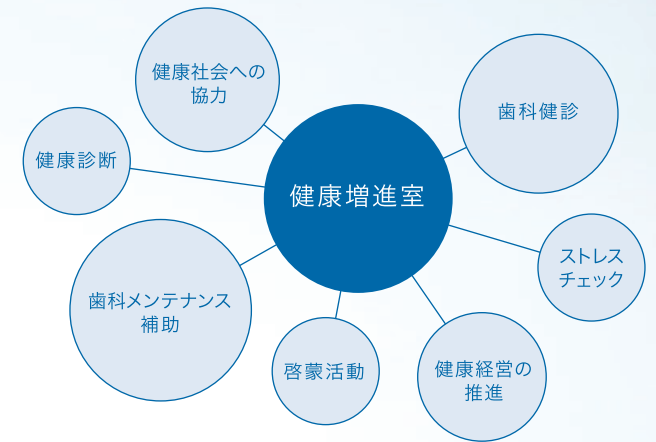 健康社会への
協力
歯科健診
健康診断
健康増進室
ストレス
チェック
歯科メンテナンス
補助
啓蒙活動
健康経営の
推進